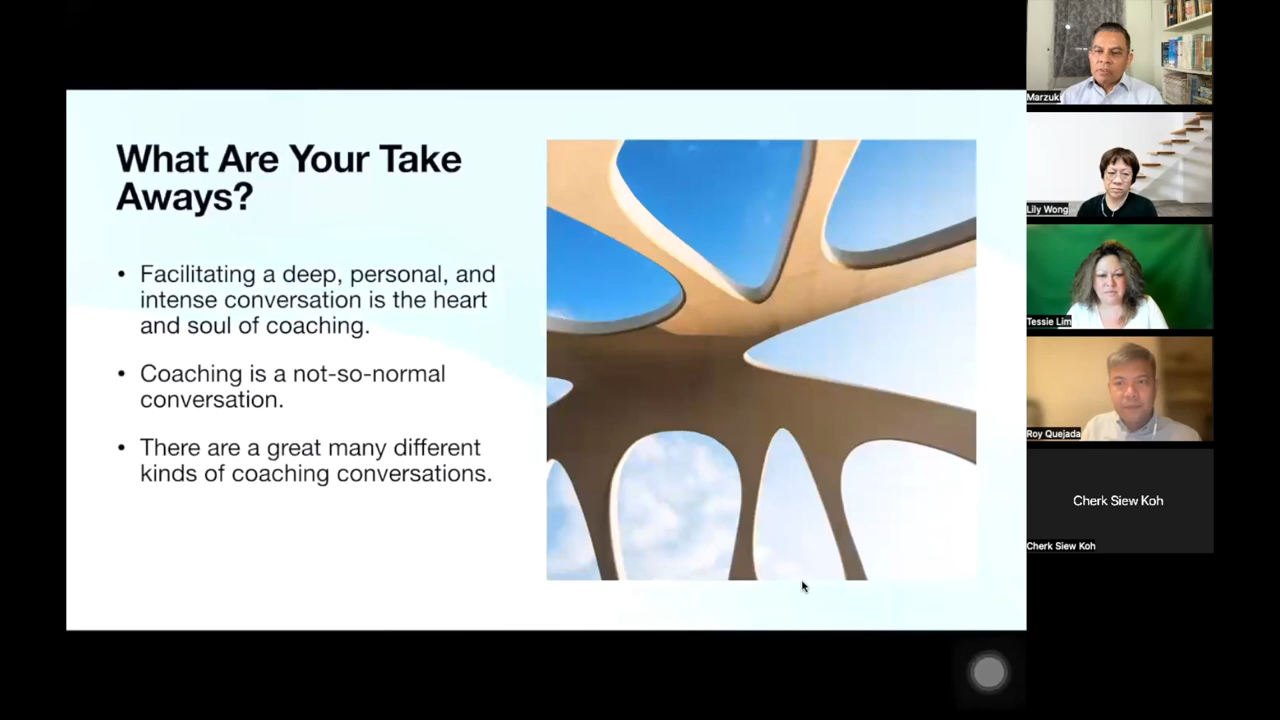 What Are Your Take
Aways?
• Facilitating a deep, personal, and
intense conversation is the heart
and soul of coaching.
• Coaching is a not-so-normal
conversation.
• There are a great many different
kinds of coaching conversations.
Marzuki
Lily Wong
Tessie Lim
Roy Quejada
Cherk Siew Koh
Cherk Siew Koh